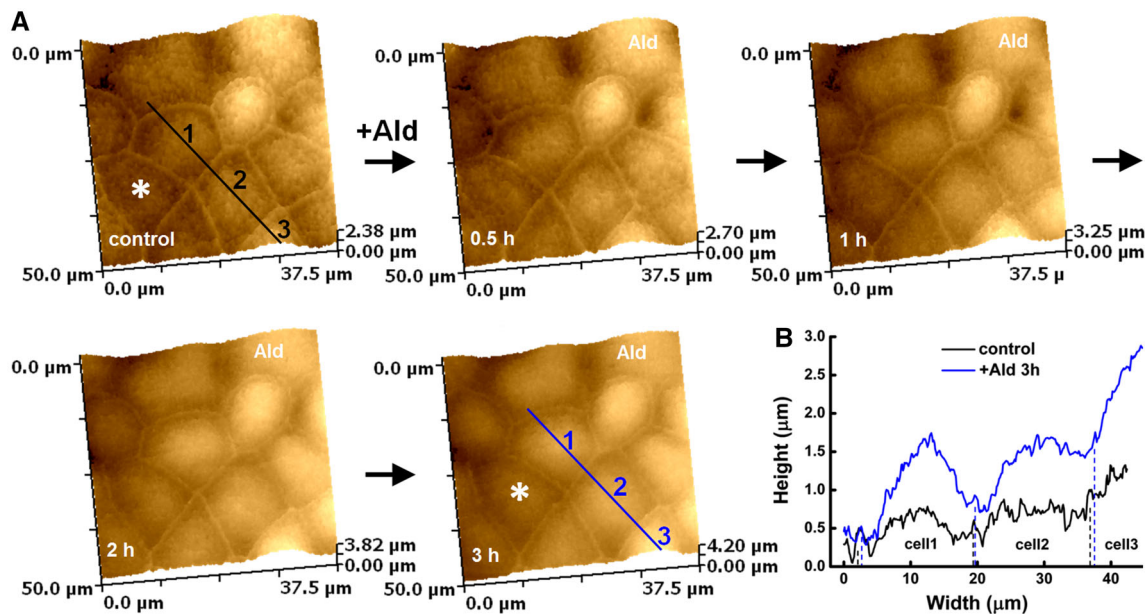 A
0.0 µm
1
2
3
*
control
50.0 µm
0.0 µm
37.5 µm
2.38 µm
0.00 µm
+Ald
Ald
0.5 h
50.0 µm
0.0 µm
37.5 µm
2.70 µm
0.00 µm
Ald
1 h
50.0 µm
0.0 µm
37.5 µ
3.25 µm
0.00 µm
0.0 µm
Ald
2 h
50.0 µm
0.0 µm
37.5 µm
3.82 µm
0.00 µm
0.0 µm
Ald
1
2
3
*
3 h
50.0 µm
0.0 µm
37.5 µm
4.20 µm
0.00 µm
B
control
+Ald 3h
Height (µm)
3.0
2.5
2.0
1.5
1.0
0.5
0.0
cell1 cell2 cell3
0 10 20 30 40
Width (µm)